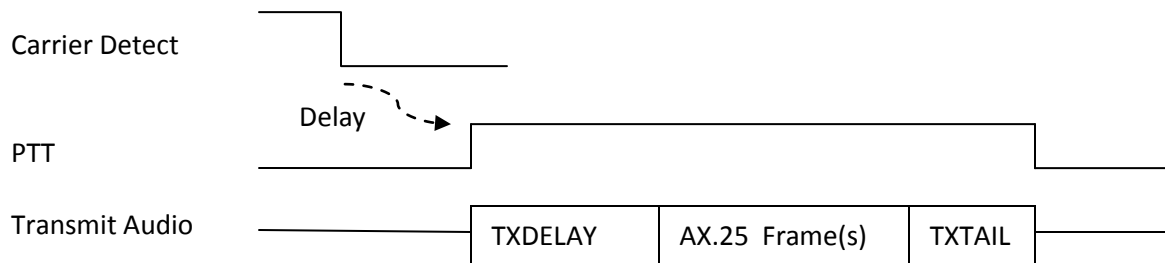 Carrier Detect
Delay
PTT
Transmit Audio
TXDELAY
AX.25 Frame(s)
TXTAIL